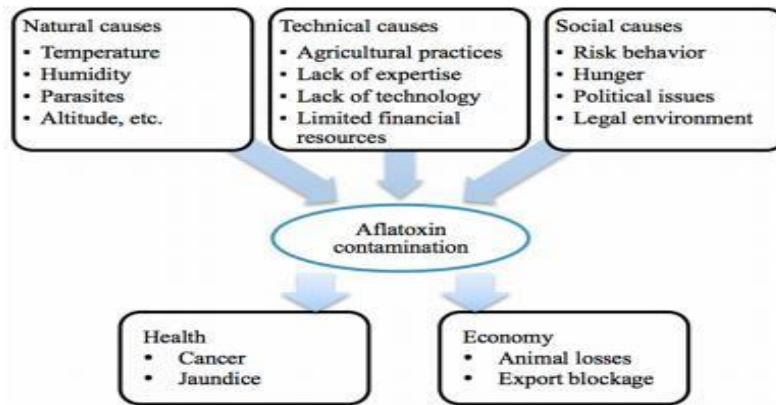 Natural causes
• Temperature
• Humidity
• Parasites
• Altitude, etc.
Technical causes
• Agricultural practices
• Lack of expertise
• Lack of technology
• Limited financial
resources
Social causes
• Risk behavior
• Hunger
• Political issues
• Legal environment
Aflatoxin
contamination
Health
• Cancer
• Jaundice
Economy
• Animal losses
• Export blockage